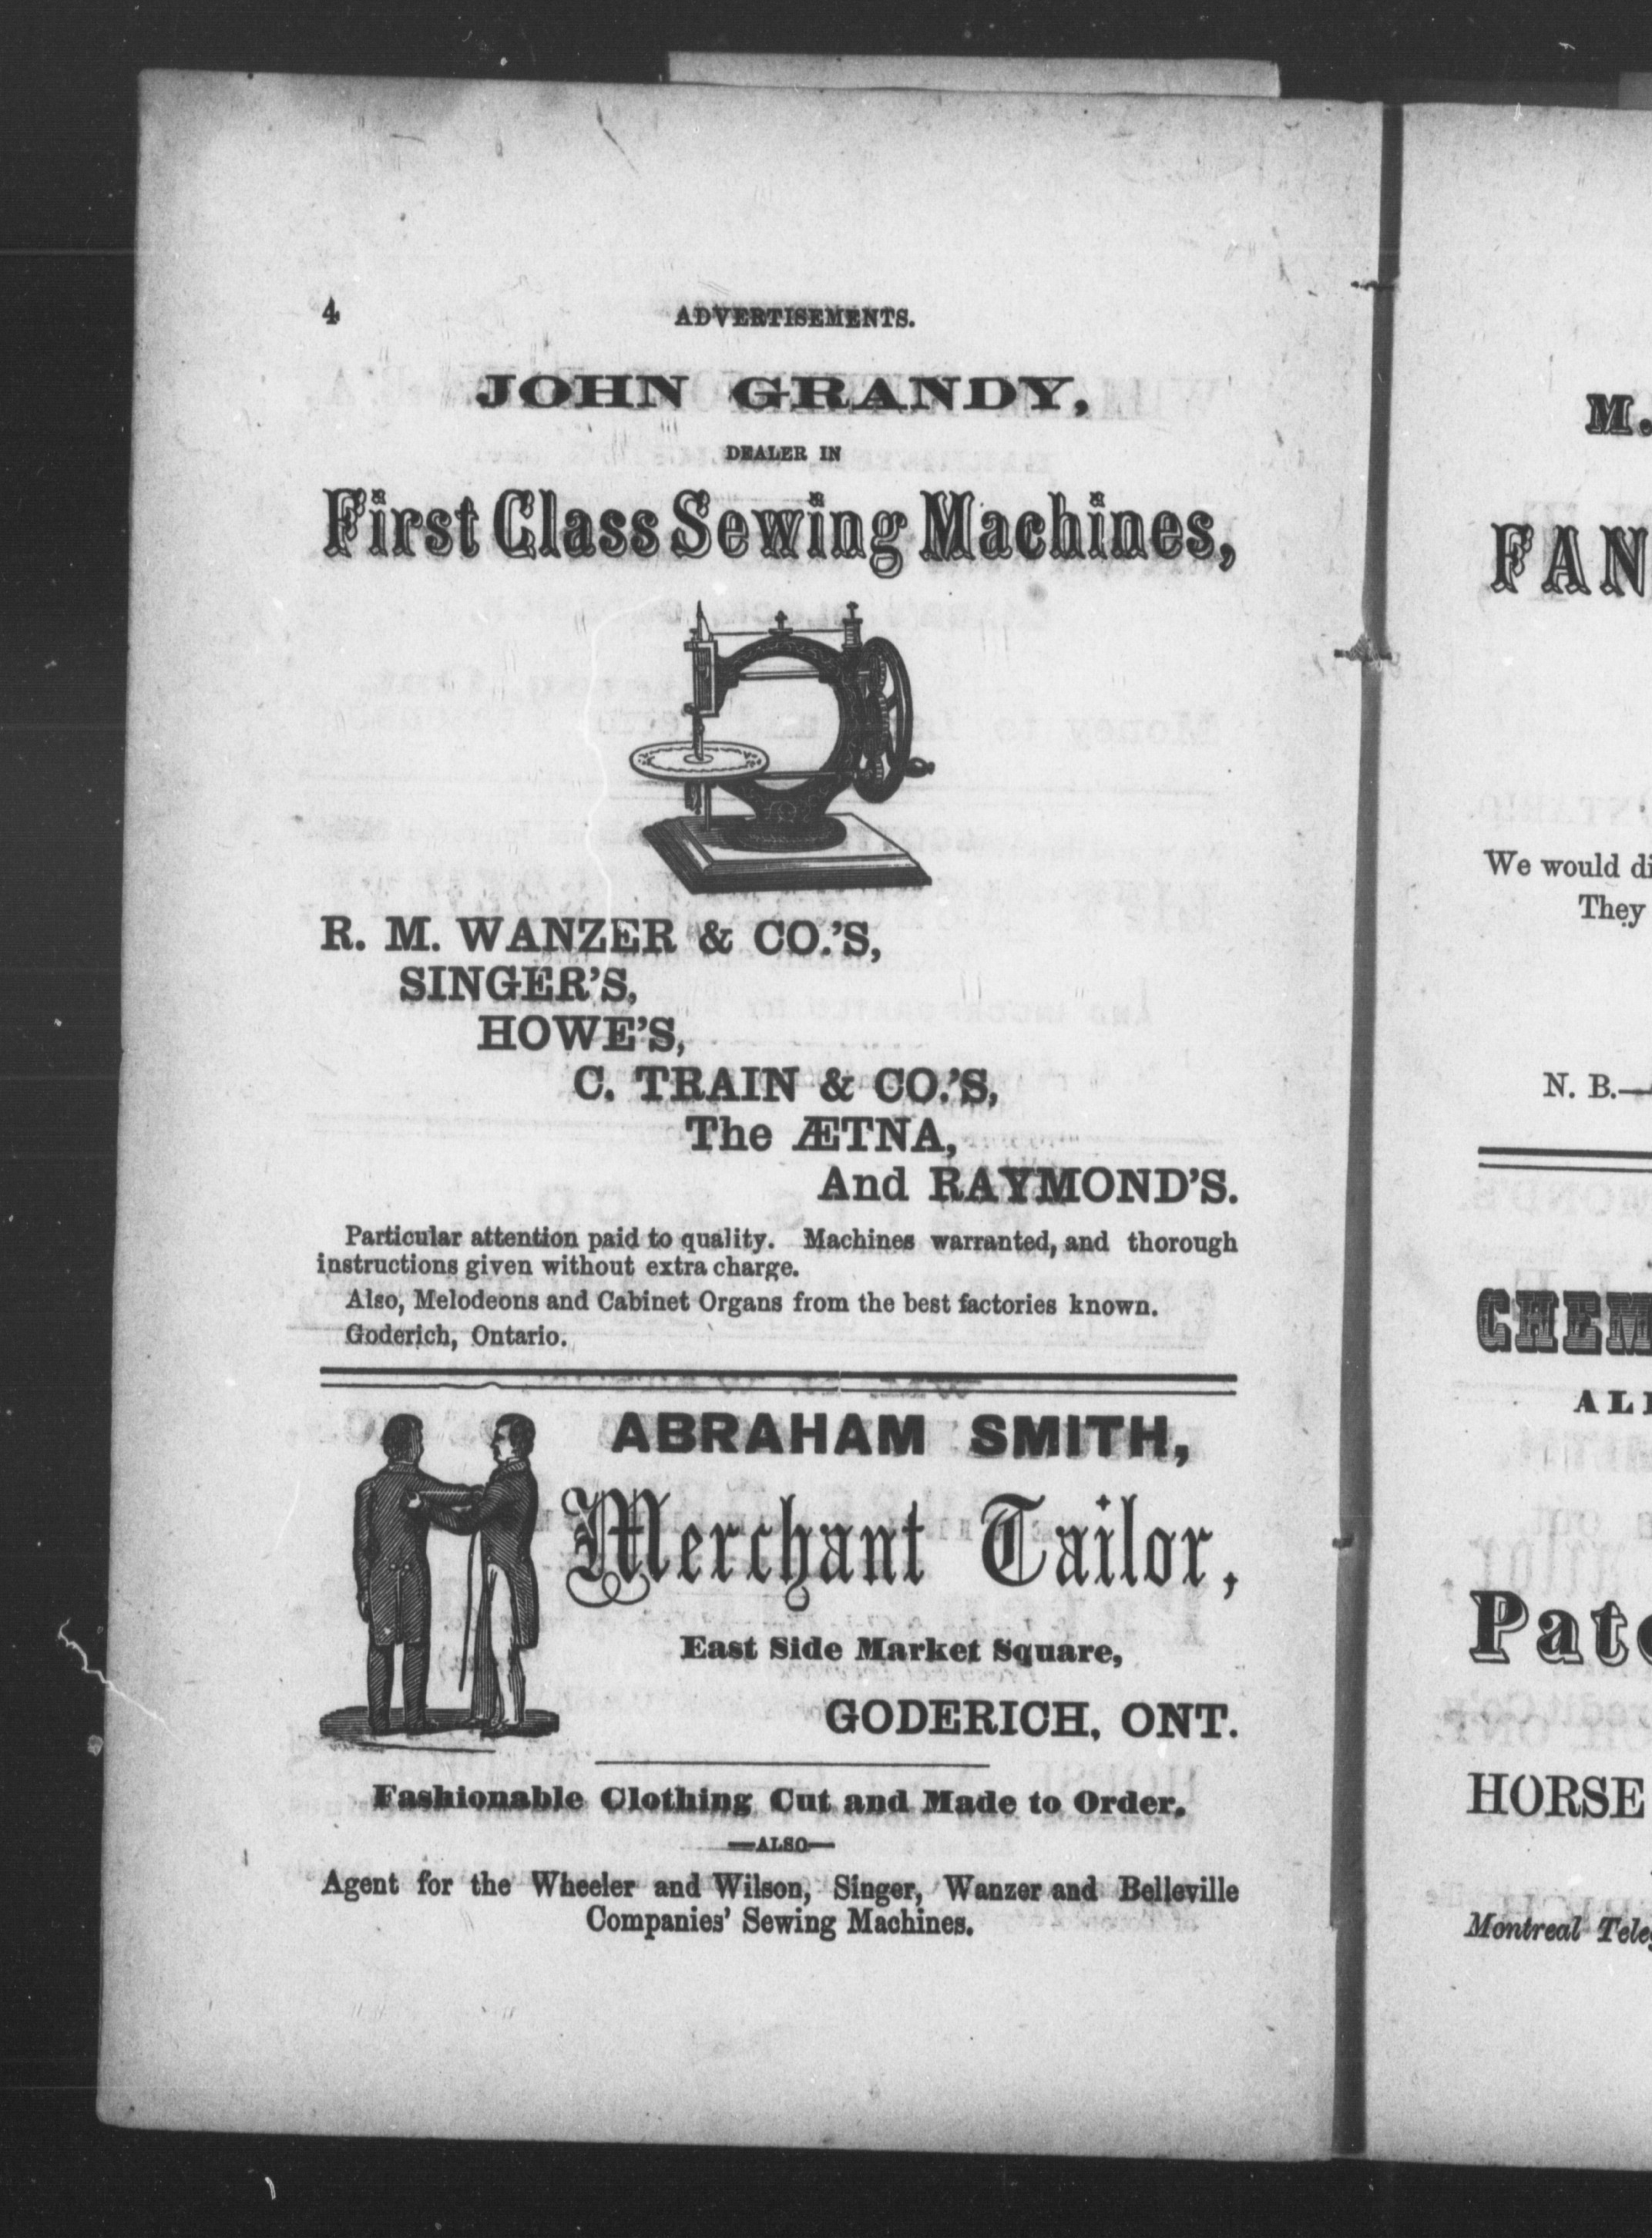 4 ADVERTISEMENTS.
JOHN GRANDY,
DEALER IN
First Class Sewing Machines,
R. M. WANZER & CO.'S,
SINGER'S,
HOWE'S,
C. TRAIN & CO.'S,
The ÆTNA,
And RAYMOND'S.
Particular attention paid to quality. Machines warranted, and thorough
instructions given without extra charge.
Also, Melodeons and Cabinet Organs from the best factories known.
Goderich, Ontario.
ABRAHAM SMITH,
Merchant Tailor,
East Side Market Square,
GODERICH, ONT.
Fashionable Clothing Cut and Made to Order.
—ALSO—
Agent for the Wheeler and Wilson, Singer, Wanzer and Belleville
Companies' Sewing Machines.
M.
FAN
We would di
They
N. B.—
CHEM
AL
Pat
HORSE
Montreal Tele